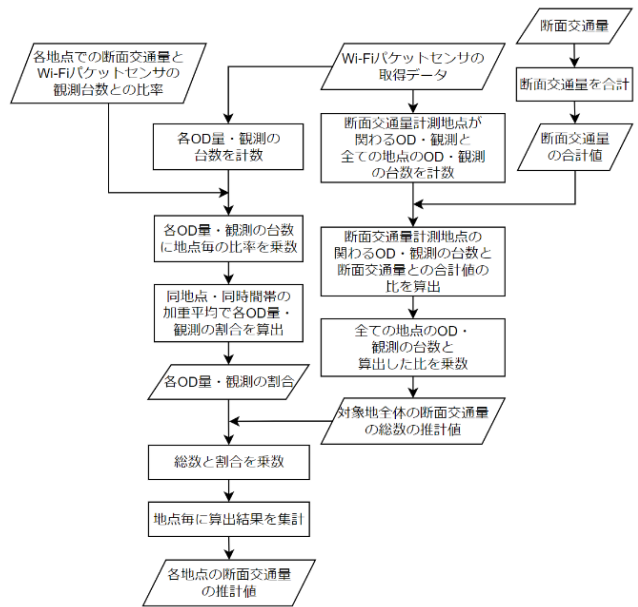 各地点での断面交通量と
Wi-Fiパケットセンサの
観測台数との比率
Wi-Fiパケットセンサの
取得データ
断面交通量
断面交通量を合計
断面交通量
の合計値
各OD量・観測の
台数を計数
断面交通量計測地点が
関わるOD・観測と
全ての地点のOD・観測
の台数を計数
各OD量・観測の台数
に地点毎の比率を乗数
断面交通量計測地点の
関わるOD・観測の台数と
断面交通量との合計値の
比を算出
同地点・同時間帯の
加重平均で各OD量・
観測の割合を算出
全ての地点のOD・
観測の台数と
算出した比を乗数
各OD量・観測の割合
対象地全体の断面交通量
の総数の推計値
総数と割合を乗数
地点毎に算出結果を集計
各地点の断面交通量
の推計値